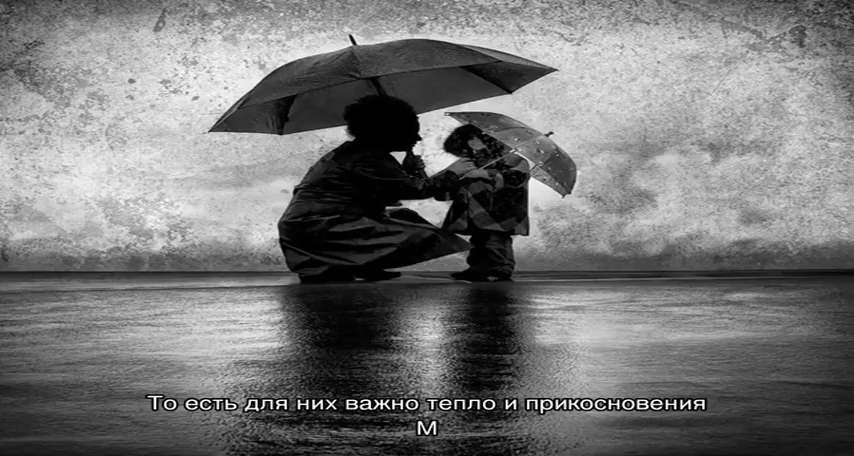 То есть для них важно тепло и прикосновения
М